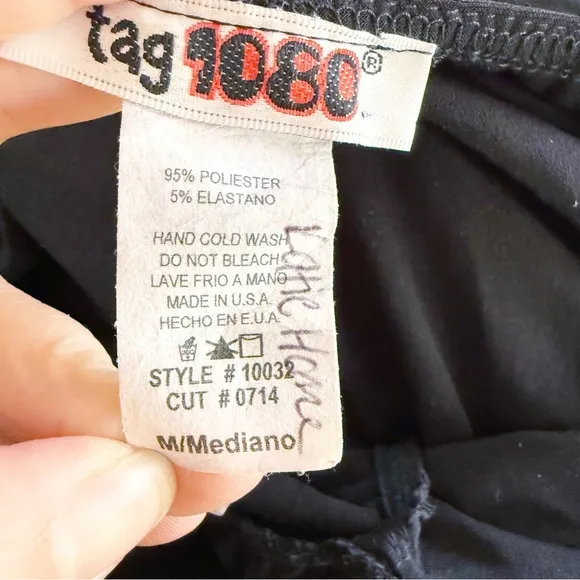 tag 1080®
95% POLIESTER
5% ELASTANO
HAND COLD WASH
DO NOT BLEACH
LAVE FRIO A MANO
MADE IN U.S.A.
HECHO EN E.U.A.
STYLE # 10032
CUT # 0714
M/Mediano
Katie